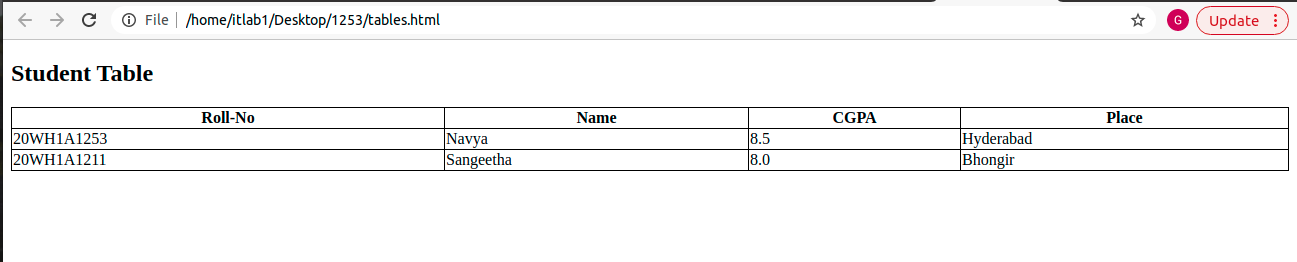 File | /home/itlab1/Desktop/1253/tables.html G Update
Student Table
Roll-No Name CGPA Place
20WH1A1253 Navya 8.5 Hyderabad
20WH1A1211 Sangeetha 8.0 Bhongir